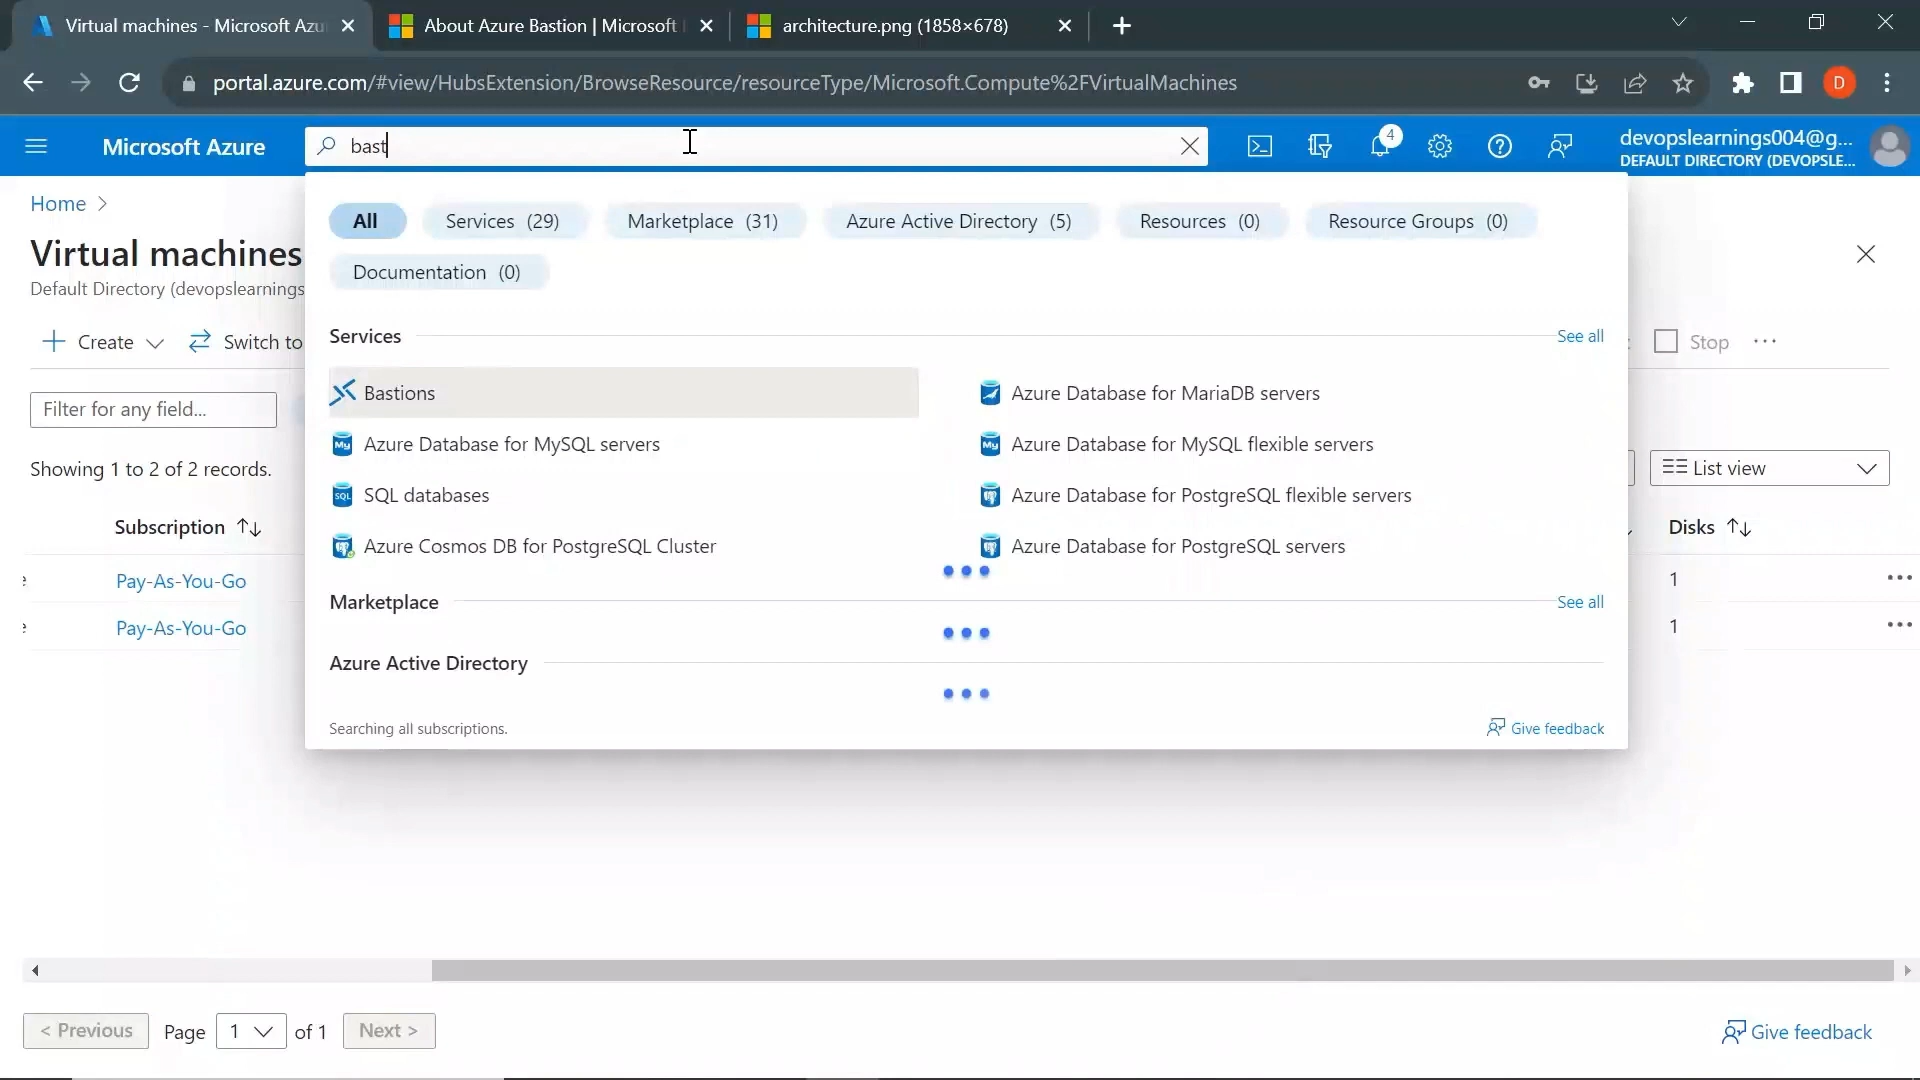 Virtual machines - Microsoft Azu
About Azure Bastion | Microsoft
architecture.png (1858×678)
portal.azure.com/#view/HubsExtension/BrowseResource/resourceType/Microsoft.Compute%2FVirtualMachines
D
Microsoft Azure
bast
4
devopslearnings004@g...
DEFAULT DIRECTORY (DEVOPSLE...
Home >
All
Services (29)
Marketplace (31)
Azure Active Directory (5)
Resources (0)
Resource Groups (0)
Documentation (0)
Virtual machines
Default Directory (devopslearnings
Create
Switch to
Stop
Services
See all
Bastions
Azure Database for MariaDB servers
Azure Database for MySQL servers
Azure Database for MySQL flexible servers
SQL databases
Azure Database for PostgreSQL flexible servers
Azure Cosmos DB for PostgreSQL Cluster
Azure Database for PostgreSQL servers
Marketplace
See all
Azure Active Directory
Searching all subscriptions.
Give feedback
Filter for any field...
Showing 1 to 2 of 2 records.
List view
Subscription
Disks
Pay-As-You-Go
1
Pay-As-You-Go
1
< Previous
Page 1 of 1
Next >
Give feedback